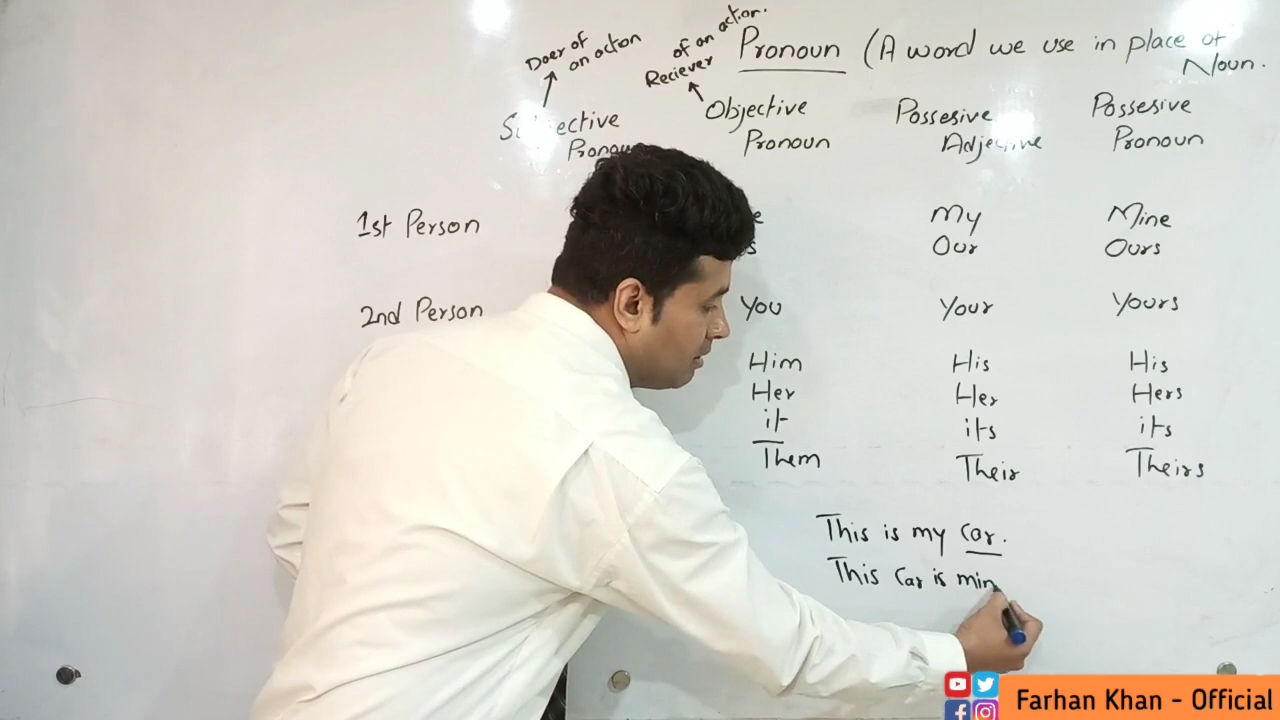 Doer of
an action
Reciever
of an action.
Pronoun (A word we use in place of
Noun.
Objective
Pronoun
Possesive
Adjective
Possesive
Pronoun
1st Person My Mine
Our Ours
2nd Person You Your Yours
Him His His
Her Her Hers
it its its
Them Their Theirs
This is my Car.
This Car is min
Farhan Khan - Official